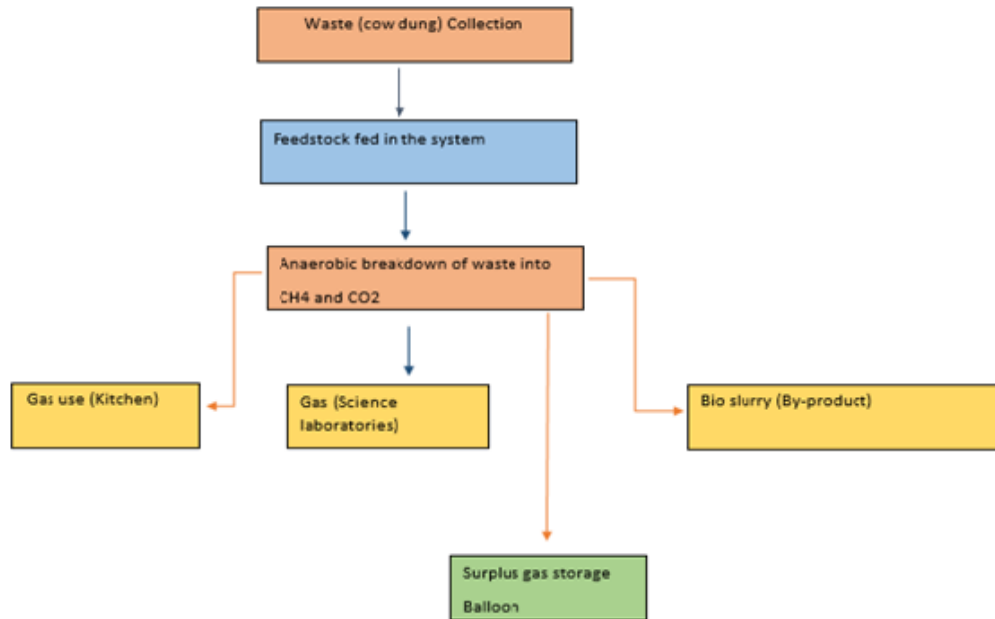 Waste (cow dung) Collection
Feedstock fed in the system
Anaerobic breakdown of waste into
CH4 and CO2
Gas use (Kitchen)
Gas (Science
laboratories)
Bio slurry (By-product)
Surplus gas storage
Balloon